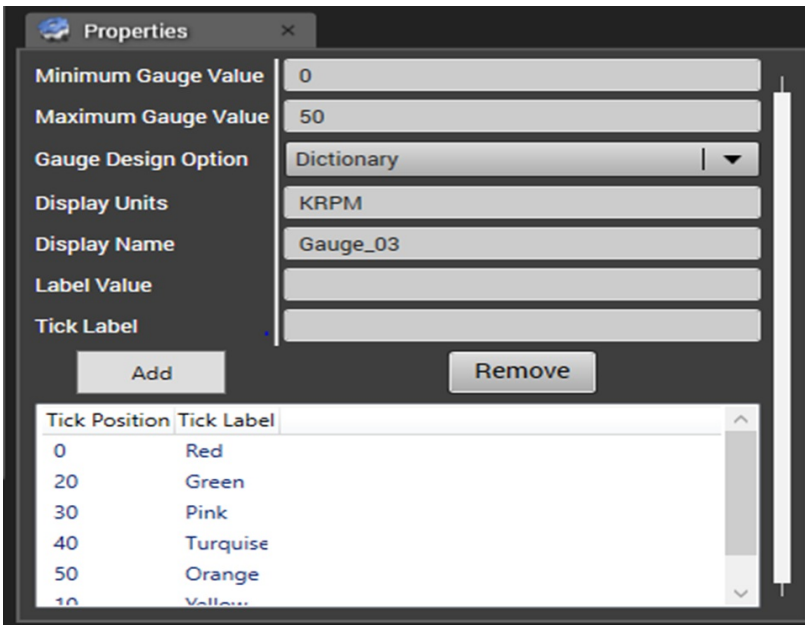 Properties ×
Minimum Gauge Value 0
Maximum Gauge Value 50
Gauge Design Option Dictionary
Display Units KRPM
Display Name Gauge_03
Label Value
Tick Label
Add Remove
Tick Position Tick Label
0 Red
20 Green
30 Pink
40 Turquise
50 Orange
10 Yellow